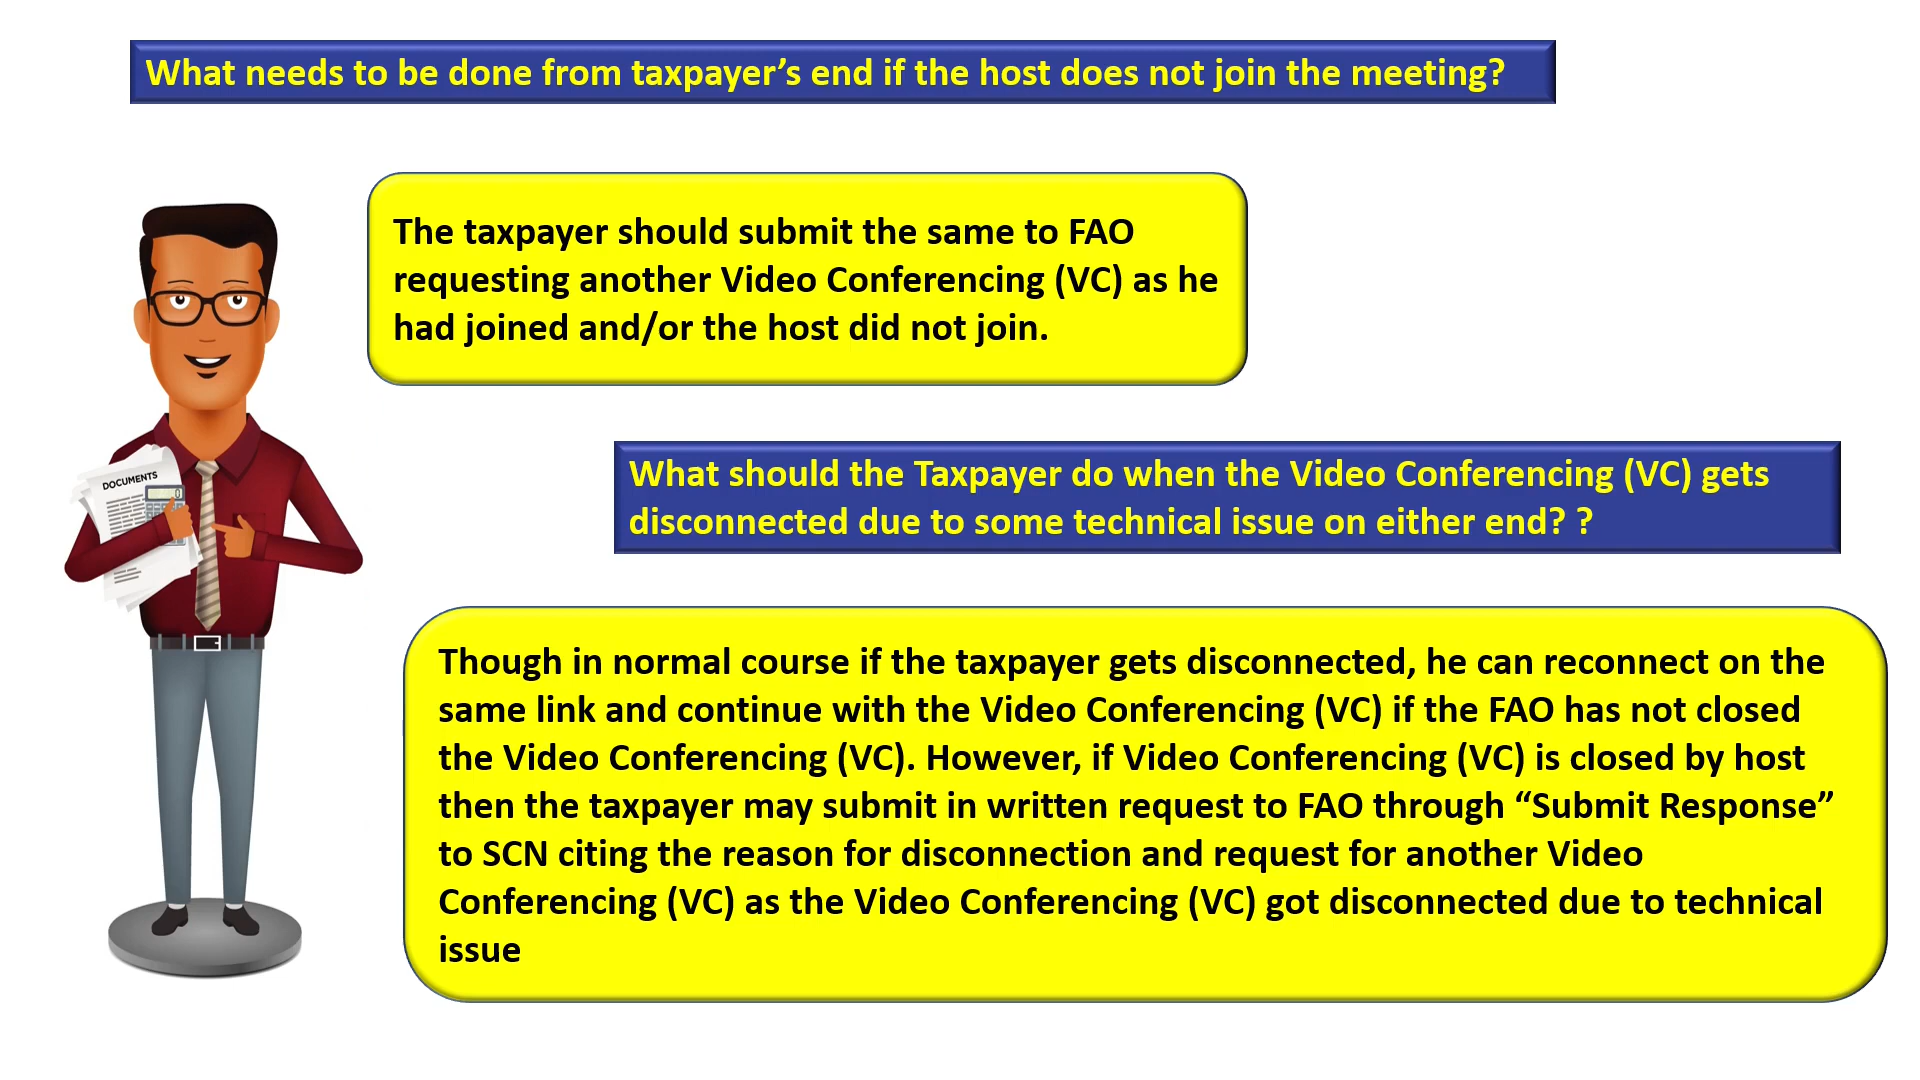 What needs to be done from taxpayer’s end if the host does not join the meeting?
The taxpayer should submit the same to FAO
requesting another Video Conferencing (VC) as he
had joined and/or the host did not join.
DOCUMENTS
What should the Taxpayer do when the Video Conferencing (VC) gets
disconnected due to some technical issue on either end? ?
Though in normal course if the taxpayer gets disconnected, he can reconnect on the
same link and continue with the Video Conferencing (VC) if the FAO has not closed
the Video Conferencing (VC). However, if Video Conferencing (VC) is closed by host
then the taxpayer may submit in written request to FAO through “Submit Response”
to SCN citing the reason for disconnection and request for another Video
Conferencing (VC) as the Video Conferencing (VC) got disconnected due to technical
issue